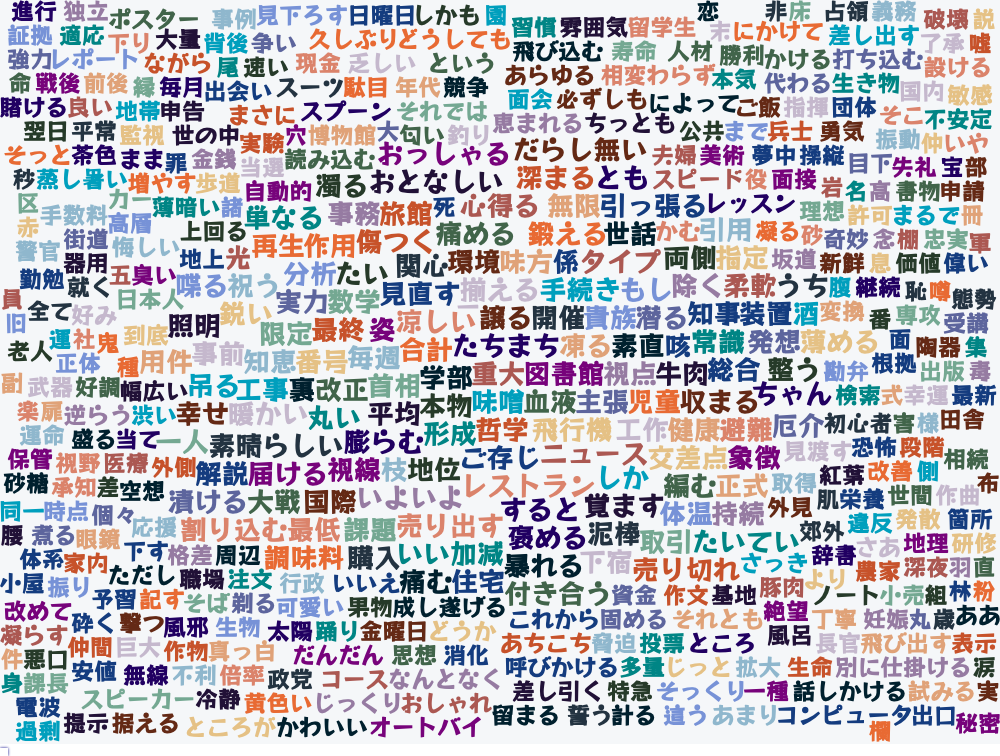 進行 独立 ポスター 事例 見下ろす 日曜日 しかも 園 習慣 雰囲気 留学生 恋 非 床 占領 義務 破壊 説
証拠 適応 下り 大量 背後 争い 久しぶり どうしても 飛び込む 寿命 人材 末 にかけて 差し出す 了承 嘘
強力 レポート ながら 尾 速い 現金 乏しい という あらゆる 相変わらず 本気 勝利 かける 打ち込む 設ける
命 戦後 前後 縁 毎月 出会い スーツ 駄目 年代 競争 面会 必ずしも によって ご飯 代わる 生き物 国内 敏感
賭ける 良い 地帯 申告 まさに スプーン それでは 恵まれる ちっとも 公共 まで 兵士 勇気 指揮 団体 そこ 不安定
翌日 平常 監視 世の中 実験 穴 博物館 大 匂い 釣り だらし無い 夫婦 美術 夢中 操縦 振動 仲 いや
そっと 茶色 まま 罪 金銭 当選 読み込む おっしゃる 深まる とも スピード 役 面接 目下 失礼 宝 部
秒 蒸し暑い 増やす 歩道 自動的 濁る おとなしい 心得る 無限 引っ張る レッスン 岩 名 高 書物 申請
区 手数料 カー 薄暗い 諸 単なる 事務 旅館 死 鍛える 世話 かむ 引用 凝る 砂 理想 許可 まるで 冊
赤 高層 上回る 再生 作用 傷つく 痛める 奇妙 念 棚 忠実 軍
警官 街道 悔しい 地上 光 分析 たい 関心 環境 味方 係 タイプ 両側 指定 坂道 新鮮 息 価値 偉い
勤勉 器用 就く 五 臭い 喋る 祝う 見直す 揃える 手続き もし 除く 柔軟 うち 腹 継続 恥 噂 態勢
員 全て 好み 日本人 鋭い 実力 数学 涼しい 譲る 開催 貴族 潜る 知事 装置 酒 変換 番 専攻 受講
旧 運 社 鬼 到底 照明 限定 最終 姿 合計 たちまち 凍る 素直 咳 常識 発想 薄める 面 陶器 集
老人 正体 種 用件 事前 知恵 番号 毎週 学部 重大 図書館 視点 牛肉 総合 整う 勘弁 根拠 出版 毒
副 武器 好調 幅広い 吊る 工事 裏 改正 首相 本物 味噌 血液 主張 児童 収まる ちゃん 検索 式 幸運 最新
楽 扉 逆らう 渋い 幸せ 暖かい 丸い 平均 形成 哲学 飛行機 工作 健康 避難 厄介 初心者 害 様 田舎
運命 盛る 当て 一人 素晴らしい 膨らむ ご存じ ニュース 交差点 象徴 見渡す 恐怖 段階 相続
保管 視野 医療 外側 解説 届ける 視線 枝 地位 レストラン しか 編む 正式 取得 紅葉 改善 側 布
砂糖 承知 差 空想 漬ける 大戦 国際 いよいよ すると 覚ます 体温 持続 外見 肌 栄養 世間 作曲
同一 時点 個々 応援 割り込む 最低 課題 売り出す 褒める 泥棒 取引 たいてい 郊外 違反 発散 箇所
腰 煮る 眼鏡 下す 格差 周辺 調味料 購入 いい加減 暴れる 下宿 売り切れ さっき 辞書 さあ 地理 研修
体系 家内 ただし 職場 注文 行政 いいえ 痛む 住宅 付き合う 資金 作文 基地 豚肉 より 農家 深夜 羽 直
小屋 振り 予習 記す そば 剃る 可愛い 果物 成し遂げる これから 固める それとも 絶望 ノート 小売 組 林 粉
改めて 砕く 撃つ 風邪 生物 太陽 踊り 金曜日 どうか あちこち 脅迫 投票 ところ 風呂 丁寧 妊娠 丸 歳 ああ
凝らす 仲間 巨大 作物 真っ白 だんだん 思想 消化 呼びかける 多量 じっと 拡大 生命 長官 飛び出す 表示
件 悪口 安値 無線 不利 倍率 政党 コース なんとなく 差し引く 特急 そっくり 一種 話しかける 別に 仕掛ける 涙
身 課長 スピーカー 冷静 黄色い じっくり おしゃれ 留まる 誓う 計る 這う あまり コンピュータ 出口 試みる 実
電波 過剰 提示 据える ところが かわいい オートバイ 欄 秘密